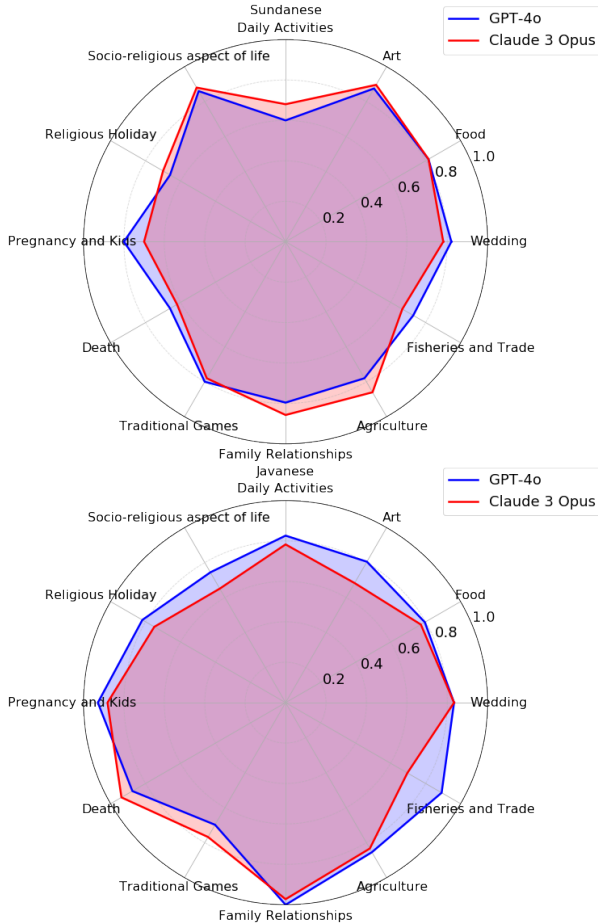 Sundanese
Daily Activities
GPT-4o
Claude 3 Opus
Socio-religious aspect of life
Art
Religious Holiday
Food
1.0
0.8
0.6
0.4
0.2
Pregnancy and Kids
Wedding
Death
Fisheries and Trade
Traditional Games
Agriculture
Family Relationships
Javanese
Daily Activities
GPT-4o
Claude 3 Opus
Socio-religious aspect of life
Art
Religious Holiday
Food
1.0
0.8
0.6
0.4
0.2
Pregnancy and Kids
Wedding
Death
Fisheries and Trade
Traditional Games
Agriculture
Family Relationships